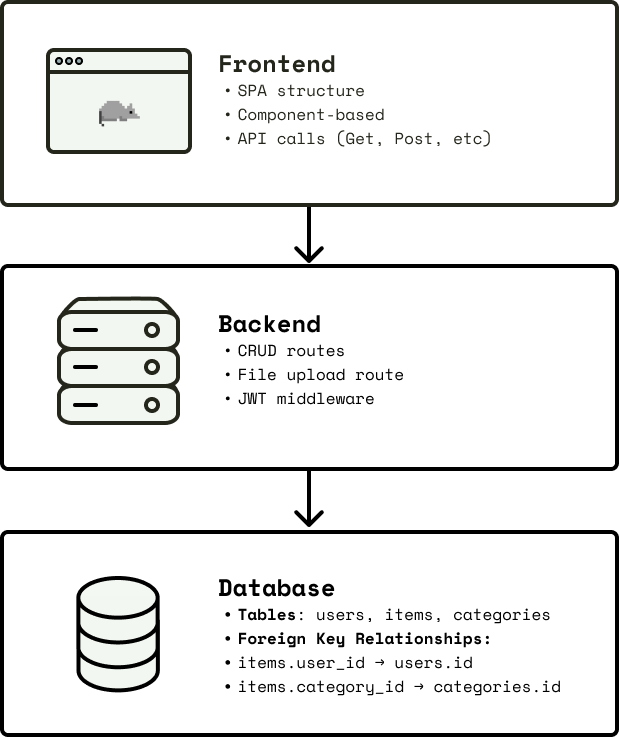 Frontend
• SPA structure
• Component-based
• API calls (Get, Post, etc)
Backend
• CRUD routes
• File upload route
• JWT middleware
Database
• Tables: users, items, categories
• Foreign Key Relationships:
• items.user_id → users.id
• items.category_id → categories.id